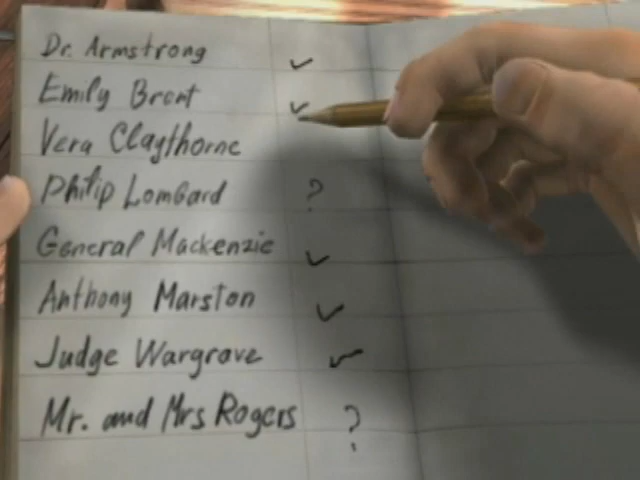 Dr. Armstrong ✓
Emily Brent ✓
Vera Claythorne
Philip Lombard ?
General Mackenzie ✓
Anthony Marston ✓
Judge Wargrave ✓
Mr. and Mrs Rogers ?